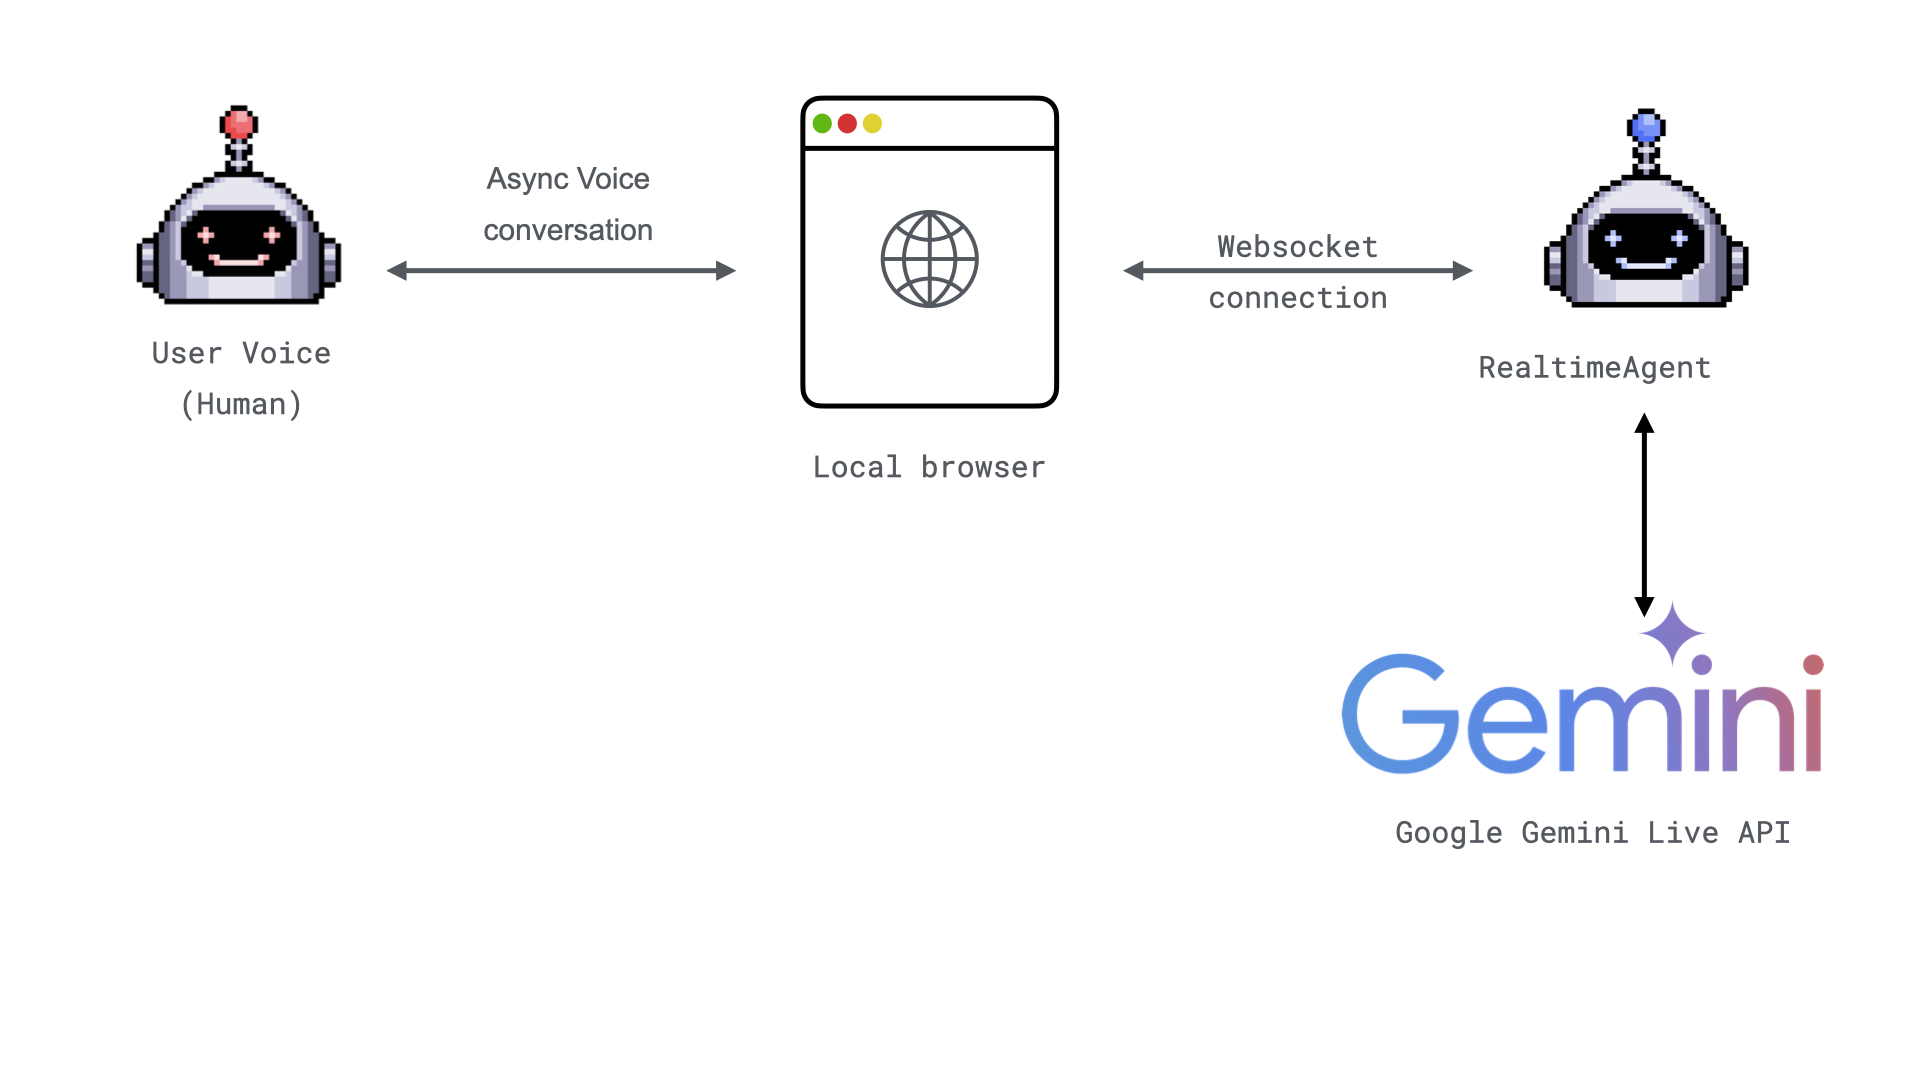 Async Voice
conversation
Websocket
connection
User Voice
(Human)
RealtimeAgent
Local browser
Gemini
Google Gemini Live API